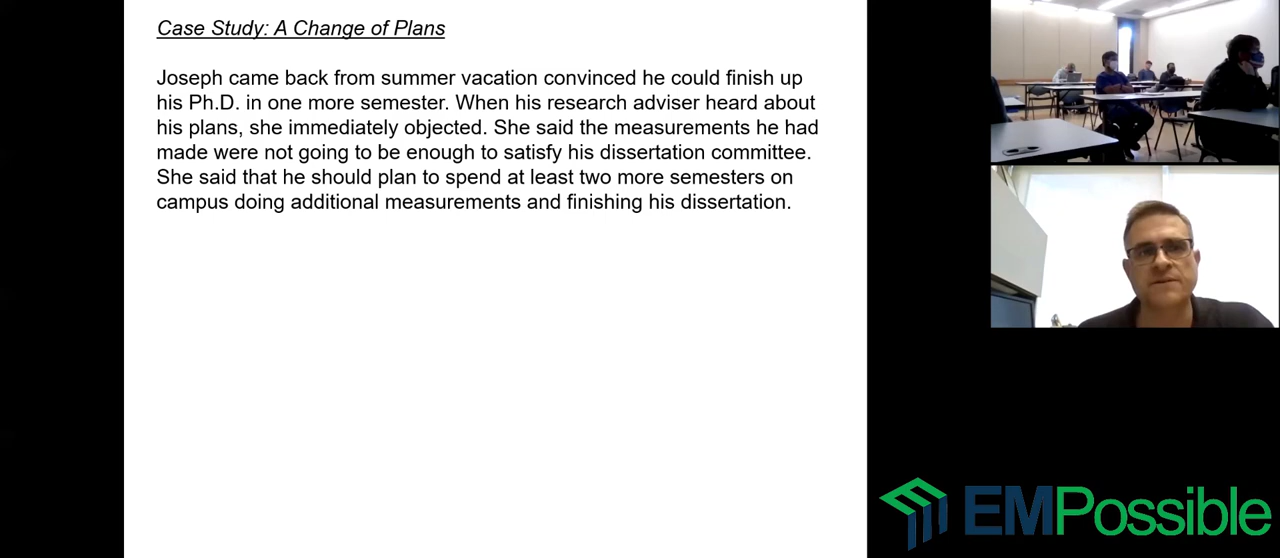 Case Study: A Change of Plans
Joseph came back from summer vacation convinced he could finish up
his Ph.D. in one more semester. When his research adviser heard about
his plans, she immediately objected. She said the measurements he had
made were not going to be enough to satisfy his dissertation committee.
She said that he should plan to spend at least two more semesters on
campus doing additional measurements and finishing his dissertation.
EMPossible